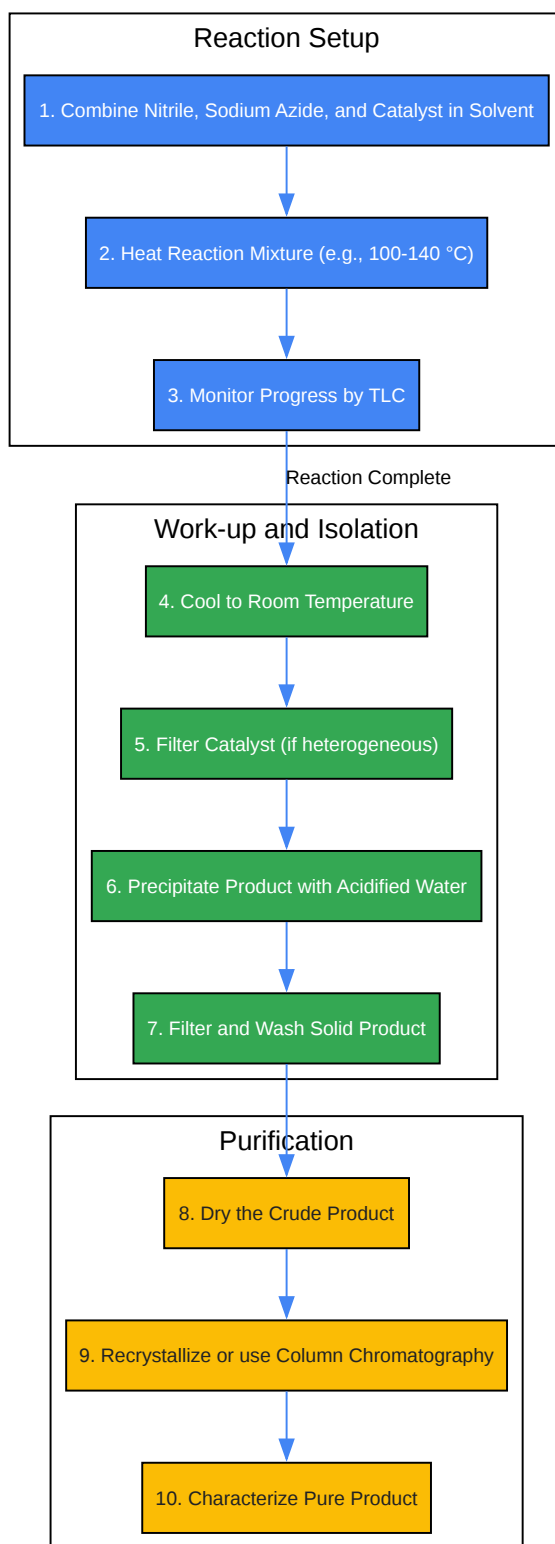 Reaction Setup
1. Combine Nitrile, Sodium Azide, and Catalyst in Solvent
2. Heat Reaction Mixture (e.g., 100-140 °C)
3. Monitor Progress by TLC
Reaction Complete
Work-up and Isolation
4. Cool to Room Temperature
5. Filter Catalyst (if heterogeneous)
6. Precipitate Product with Acidified Water
7. Filter and Wash Solid Product
Purification
8. Dry the Crude Product
9. Recrystallize or use Column Chromatography
10. Characterize Pure Product